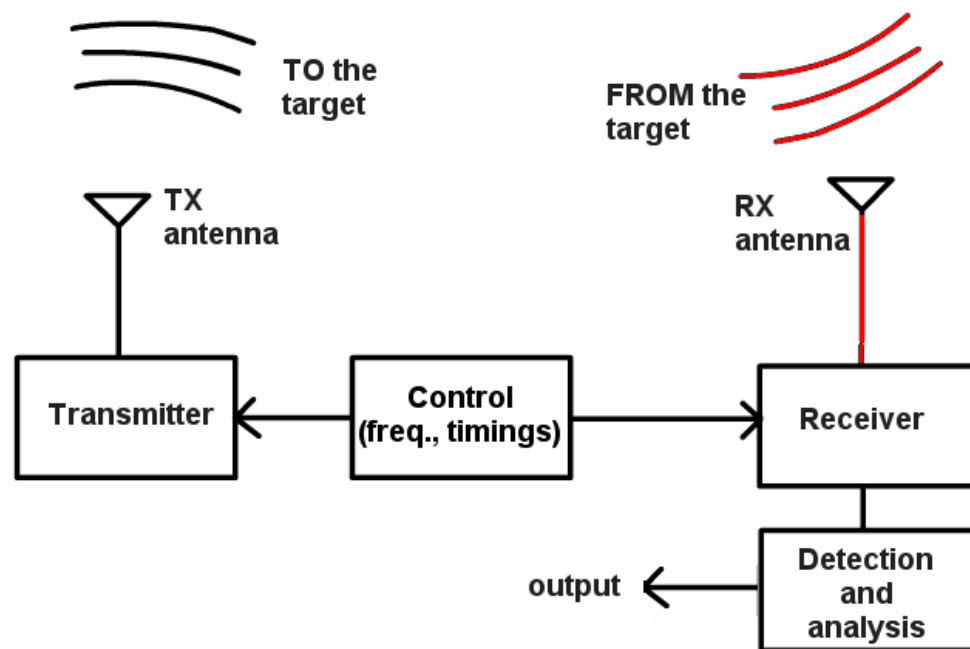 TO the
target
FROM the
target
TX
antenna
RX
antenna
Transmitter
Control
(freq., timings)
Receiver
Detection
and
analysis
output